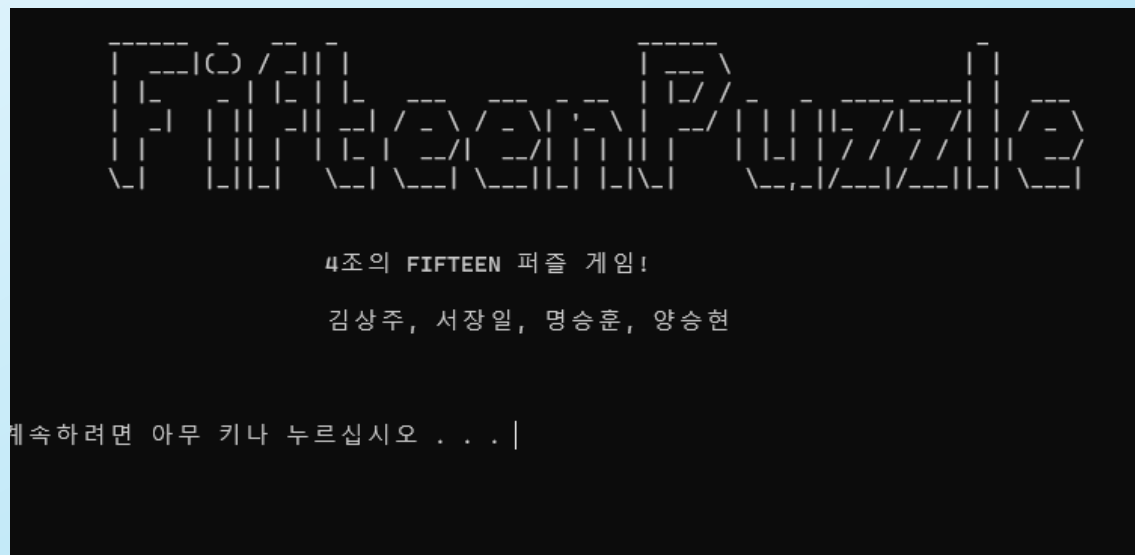 FifteenPuzzle
4조의 FIFTEEN 퍼즐 게임!
김상주, 서장일, 명승훈, 양승현
계속하려면 아무 키나 누르십시오 . . .